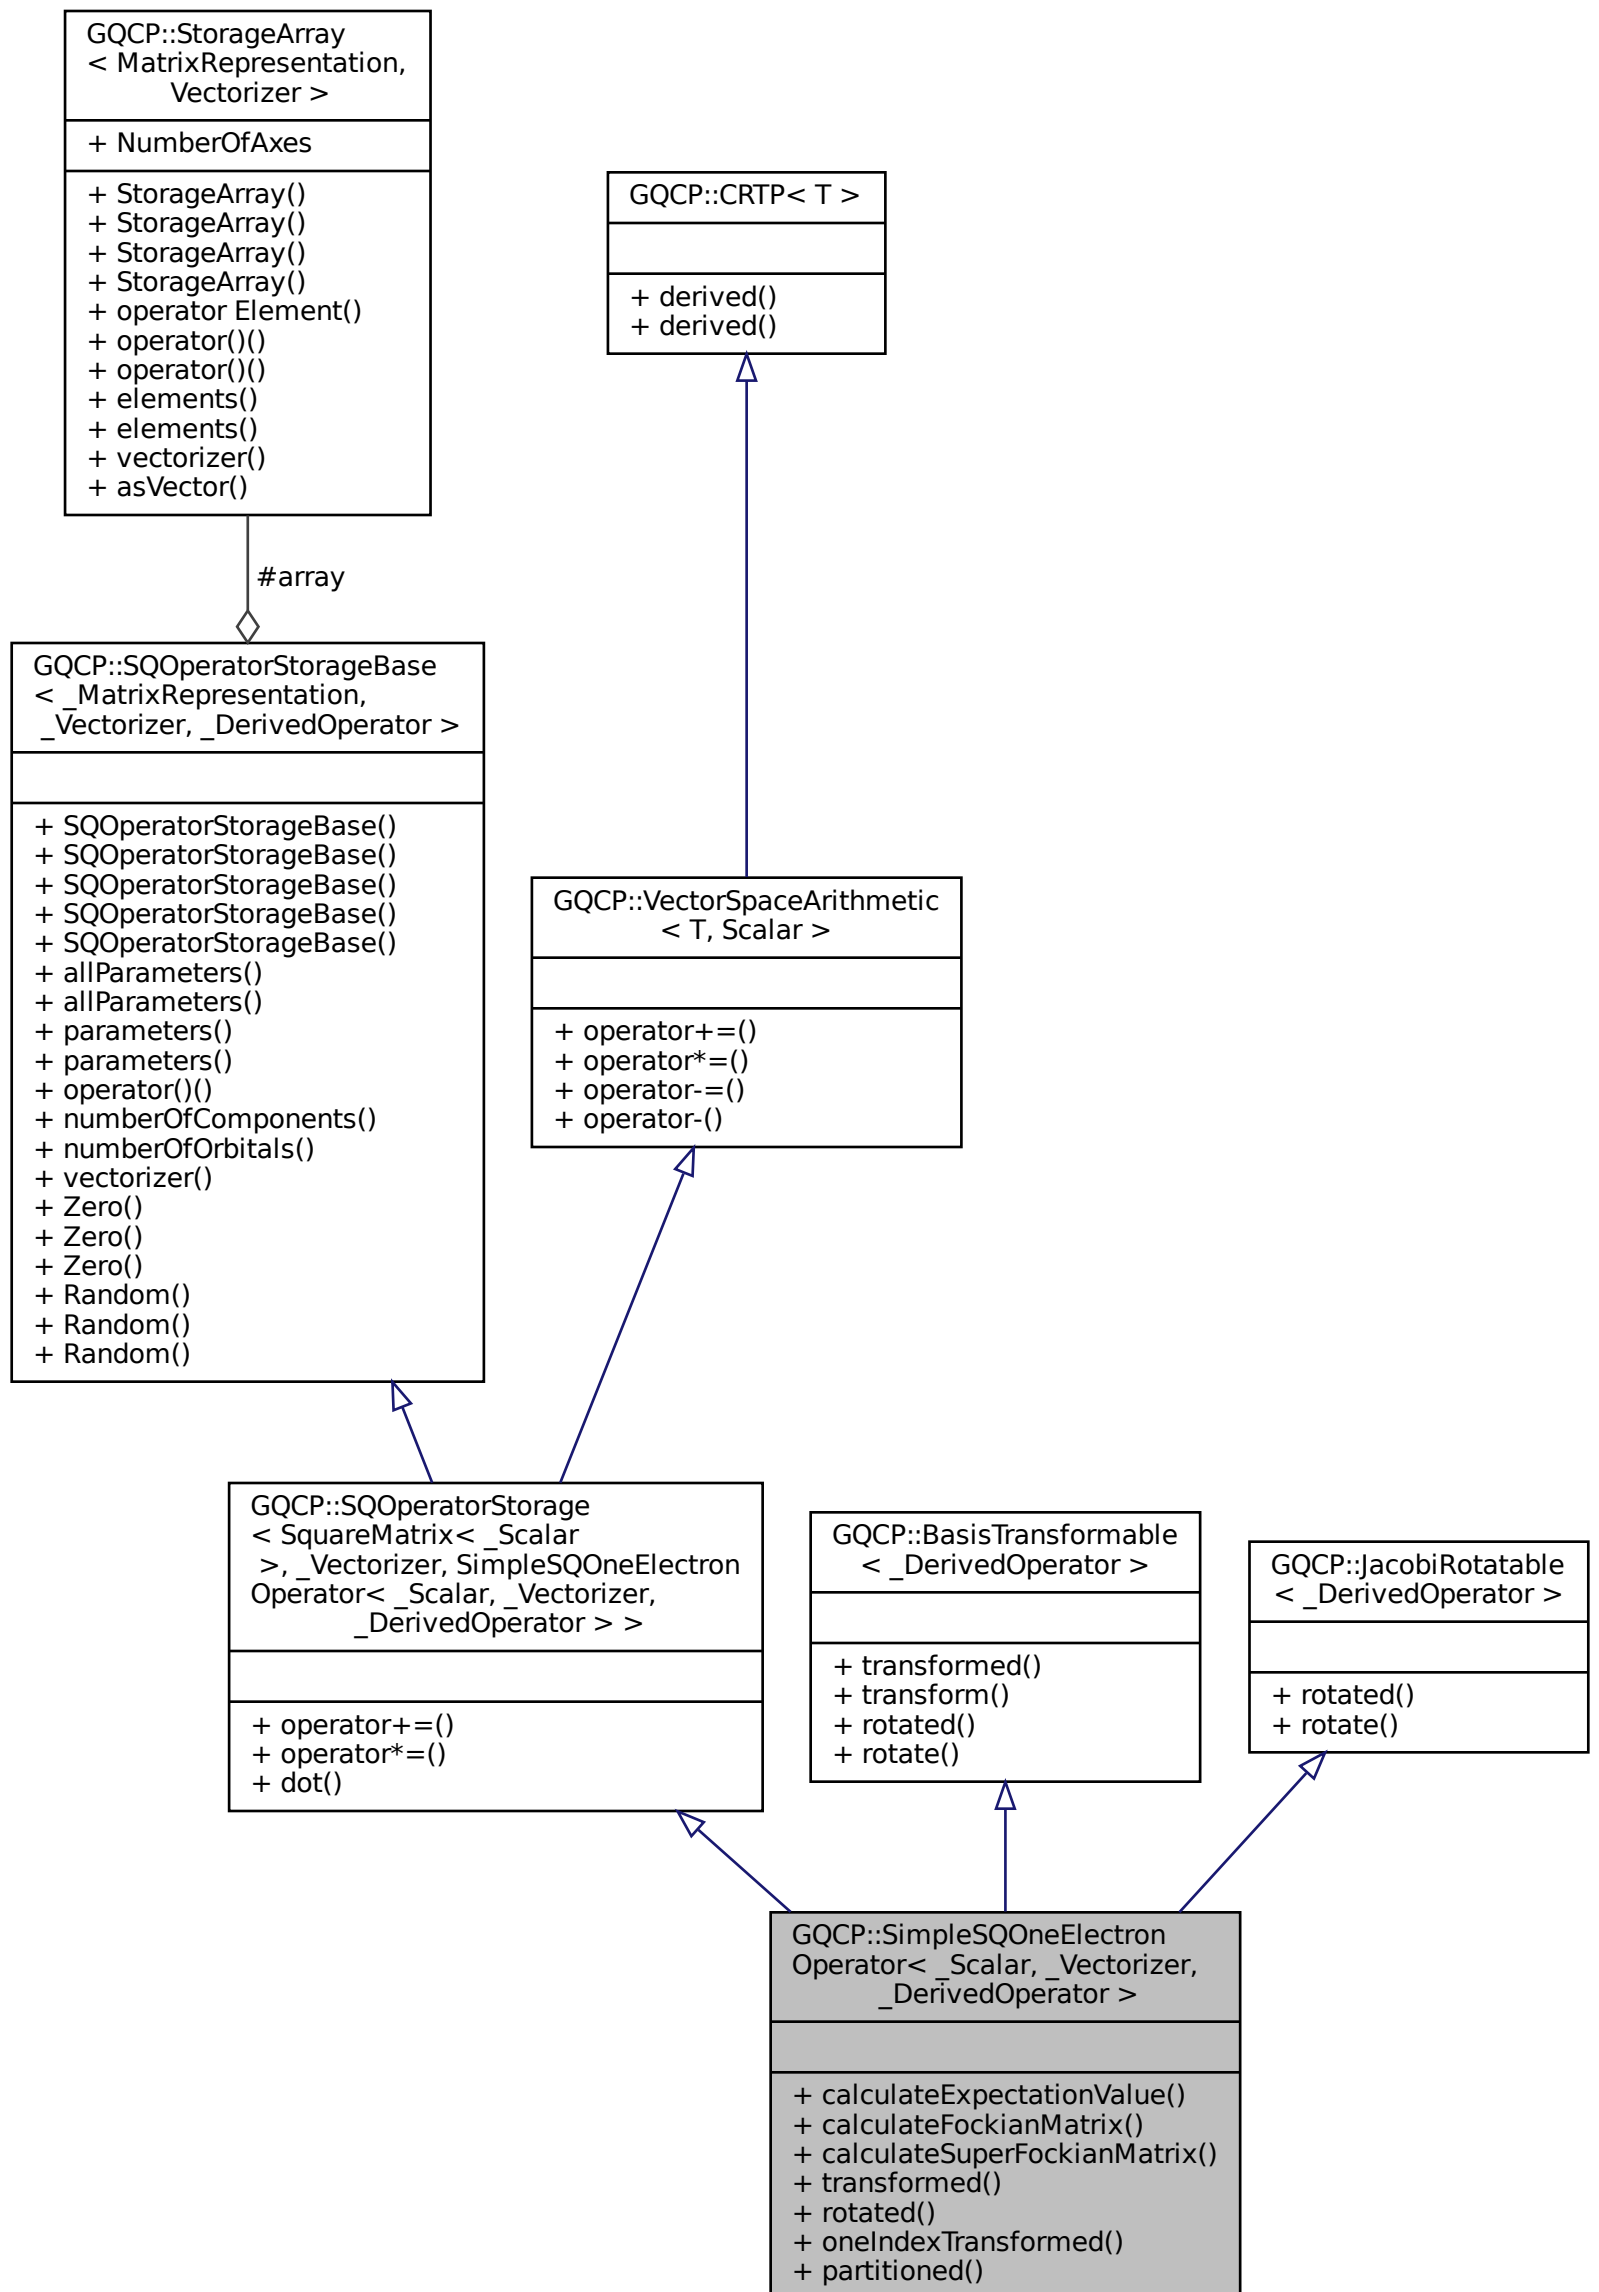 GQCP::StorageArray
< MatrixRepresentation,
Vectorizer >
+ NumberOfAxes
+ StorageArray()
+ StorageArray()
+ StorageArray()
+ StorageArray()
+ operator Element()
+ operator()()
+ operator()()
+ elements()
+ elements()
+ vectorizer()
+ asVector()
GQCP::CRTP< T >
+ derived()
+ derived()
#array
GQCP::SQOperatorStorageBase
< _MatrixRepresentation,
_Vectorizer, _DerivedOperator >
+ SQOperatorStorageBase()
+ SQOperatorStorageBase()
+ SQOperatorStorageBase()
+ SQOperatorStorageBase()
+ SQOperatorStorageBase()
+ allParameters()
+ allParameters()
+ parameters()
+ parameters()
+ operator()()
+ numberOfComponents()
+ numberOfOrbitals()
+ vectorizer()
+ Zero()
+ Zero()
+ Zero()
+ Random()
+ Random()
+ Random()
GQCP::VectorSpaceArithmetic
< T, Scalar >
+ operator+=()
+ operator*=()
+ operator-=()
+ operator-()
GQCP::SQOperatorStorage
< SquareMatrix< _Scalar
>, _Vectorizer, SimpleSQOneElectron
Operator< _Scalar, _Vectorizer,
_DerivedOperator > >
+ operator+=()
+ operator*=()
+ dot()
GQCP::BasisTransformable
< _DerivedOperator >
+ transformed()
+ transform()
+ rotated()
+ rotate()
GQCP::JacobiRotatable
< _DerivedOperator >
+ rotated()
+ rotate()
GQCP::SimpleSQOneElectron
Operator< _Scalar, _Vectorizer,
_DerivedOperator >
+ calculateExpectationValue()
+ calculateFockianMatrix()
+ calculateSuperFockianMatrix()
+ transformed()
+ rotated()
+ oneIndexTransformed()
+ partitioned()